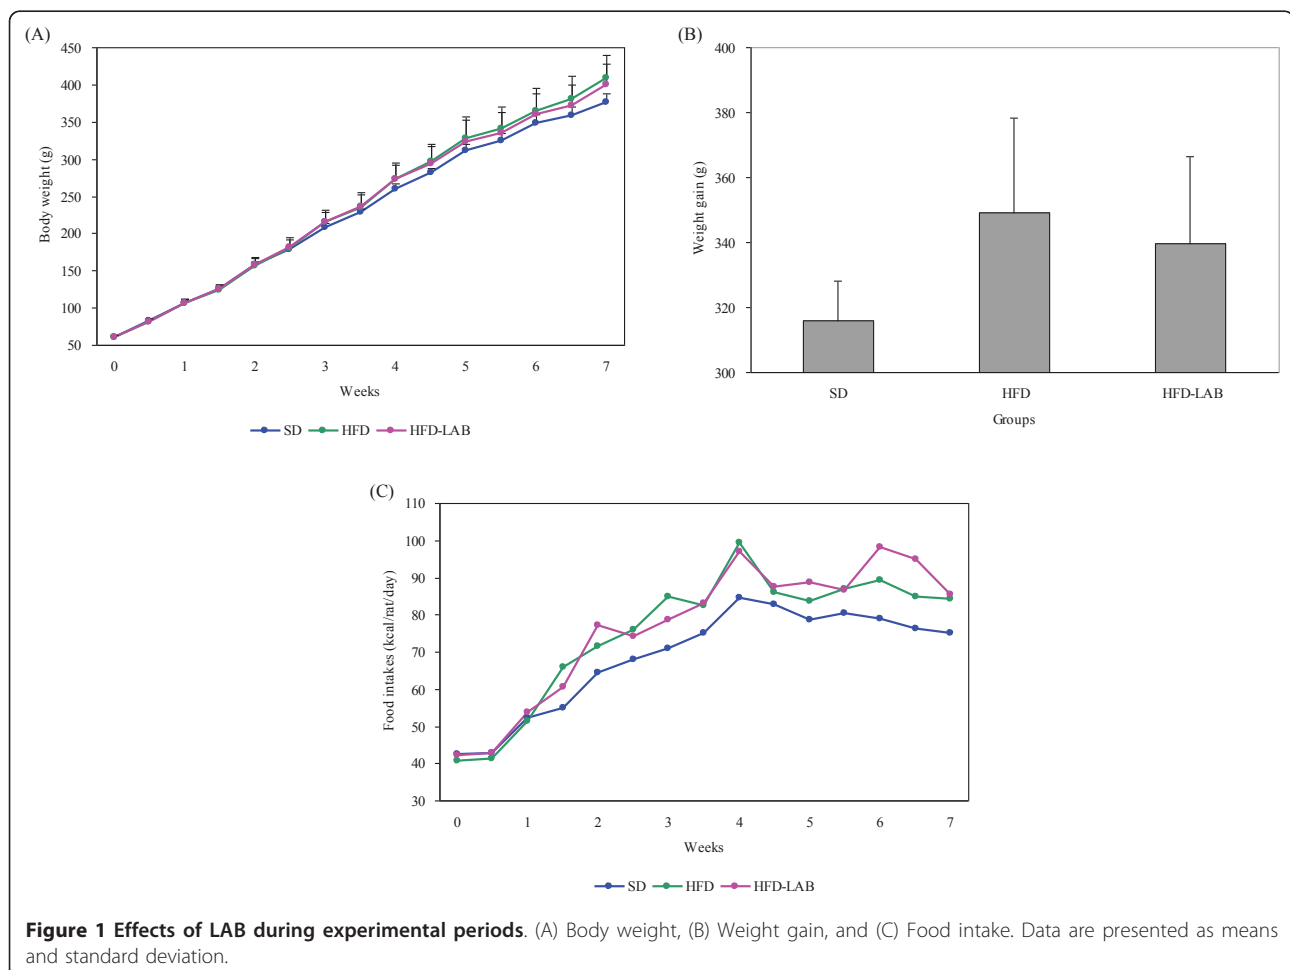 (A)
450
400
350
300
250
200
150
100
50
Body weight (g)
0 1 2 3 4 5 6 7
Weeks
SD HFD HFD-LAB
(B)
400
380
360
340
320
300
Weight gain (g)
SD HFD HFD-LAB
Groups
(C)
110
100
90
80
70
60
50
40
30
Food intakes (kcal/rat/day)
0 1 2 3 4 5 6 7
Weeks
SD HFD HFD-LAB
Figure 1 Effects of LAB during experimental periods. (A) Body weight, (B) Weight gain, and (C) Food intake. Data are presented as means
and standard deviation.